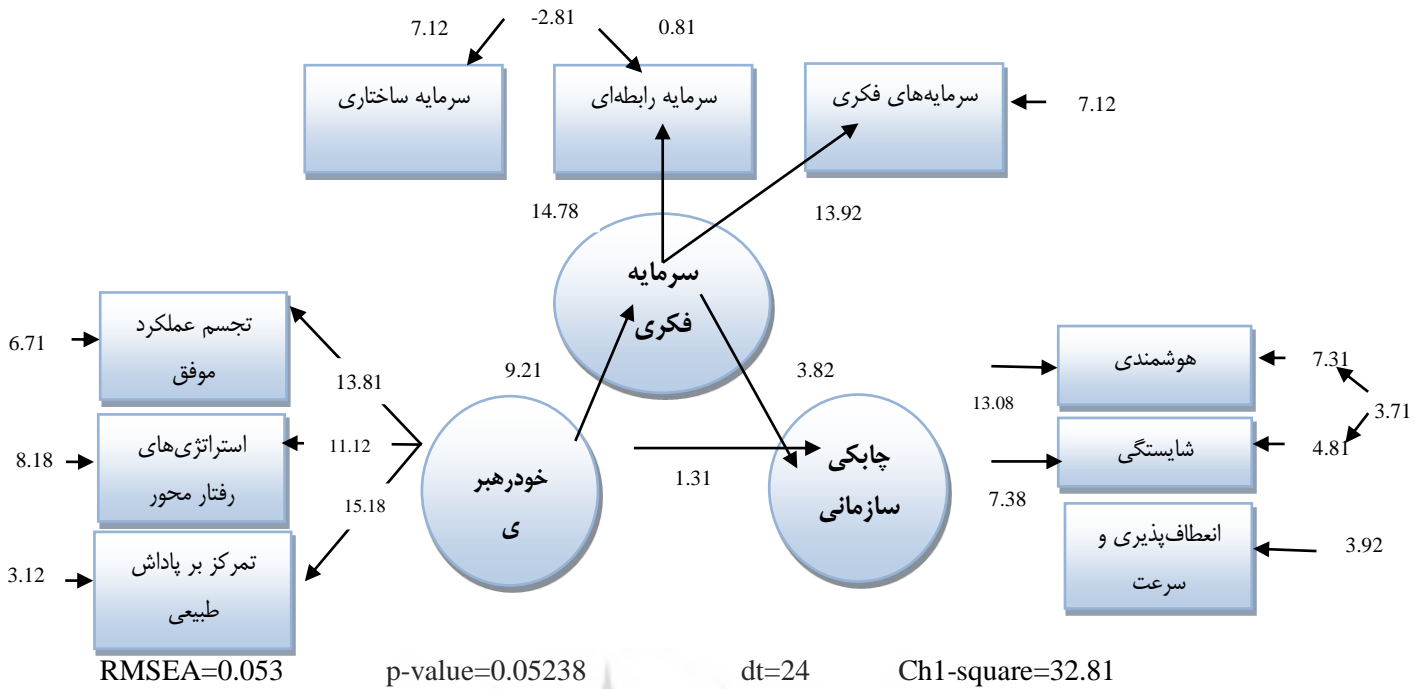 7.12 -2.81 0.81
سرمایه ساختاری
سرمایه رابطه‌ای
سرمایه‌های فکری
7.12
14.78
13.92
سرمایه
فکری
تجسم عملکرد
موفق
6.71
13.81
9.21
3.82
هوشمندی
7.31
13.08
3.71
استراتژی‌های
رفتار محور
8.18
11.12
خودرهبر
ی
1.31
چابکی
سازمانی
شایستگی
4.81
7.38
15.18
تمرکز بر پاداش
طبیعی
3.12
انعطاف‌پذیری و
سرعت
3.92
RMSEA=0.053 p-value=0.05238 dt=24 Ch1-square=32.81